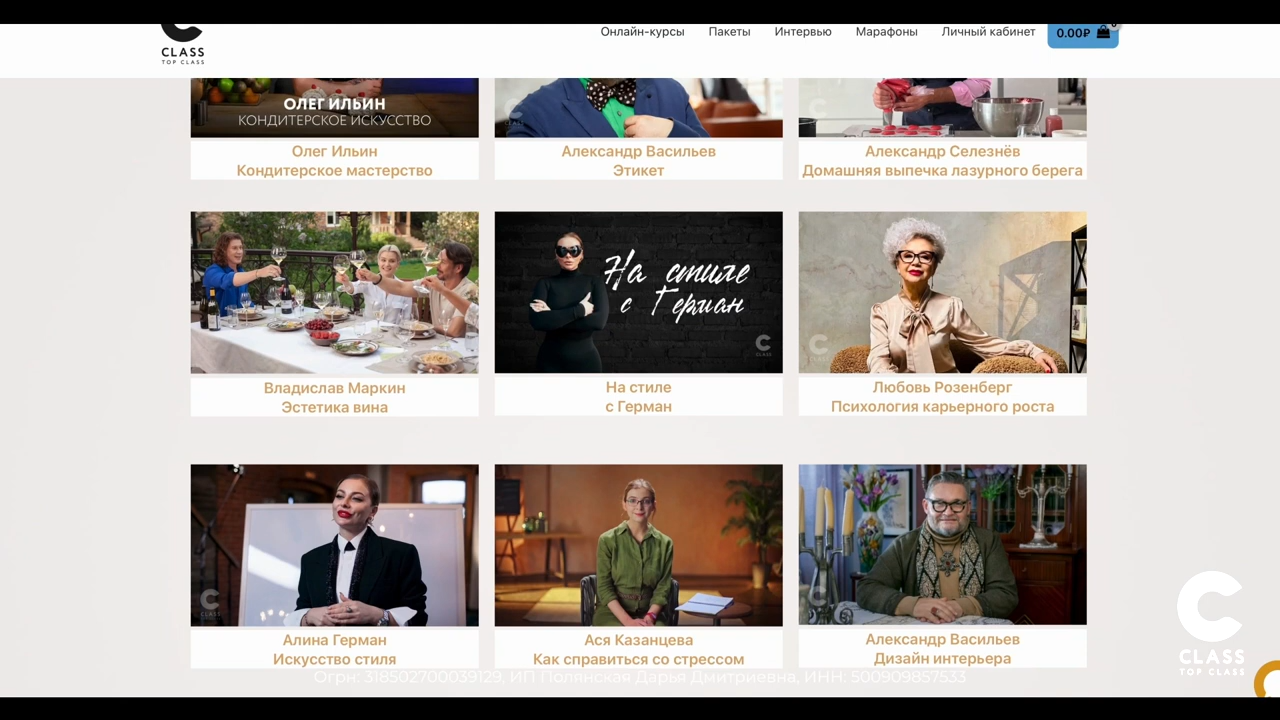 CLASS
TOP CLASS
Онлайн-курсы
Пакеты
Интервью
Марафоны
Личный кабинет
0.00₽
ОЛЕГ ИЛЬИН
КОНДИТЕРСКОЕ ИСКУССТВО
Олег Ильин
Кондитерское мастерство
Александр Васильев
Этикет
Александр Селезнёв
Домашняя выпечка лазурного берега
На стиле
с Герман
Владислав Маркин
Эстетика вина
На стиле
с Герман
Любовь Розенберг
Психология карьерного роста
Алина Герман
Искусство стиля
Ася Казанцева
Как справиться со стрессом
Александр Васильев
Дизайн интерьера
CLASS
TOP CLASS
Огрн: 318502700039129, ИП Полянская Дарья Дмитриевна, ИНН: 500909857533